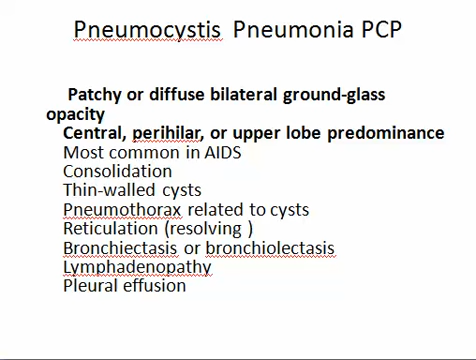 Pneumocystis Pneumonia PCP
Patchy or diffuse bilateral ground-glass
opacity
Central, perihilar, or upper lobe predominance
Most common in AIDS
Consolidation
Thin-walled cysts
Pneumothorax related to cysts
Reticulation (resolving )
Bronchiectasis or bronchiolectasis
Lymphadenopathy
Pleural effusion